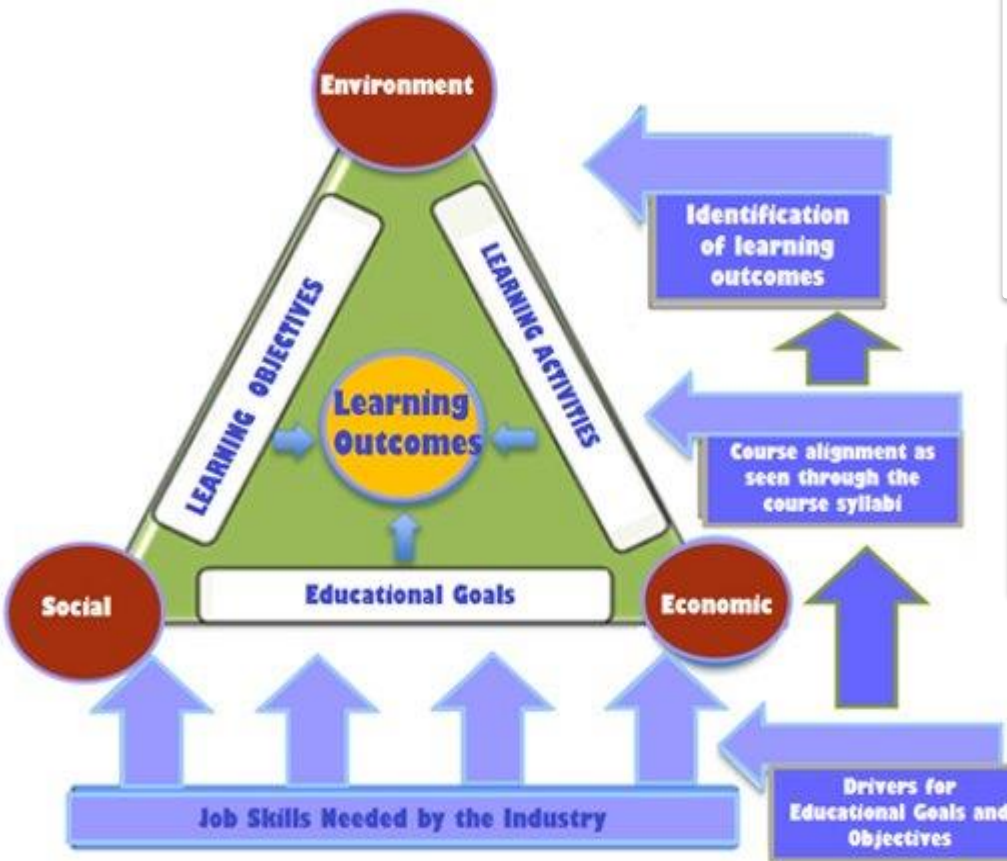 Environment
Identification
of learning
outcomes
LEARNING OBJECTIVES
LEARNING ACTIVITIES
Learning
Outcomes
Course alignment as
seen through the
course syllabi
Social
Educational Goals
Economic
Job Skills Needed by the Industry
Drivers for
Educational Goals and
Objectives